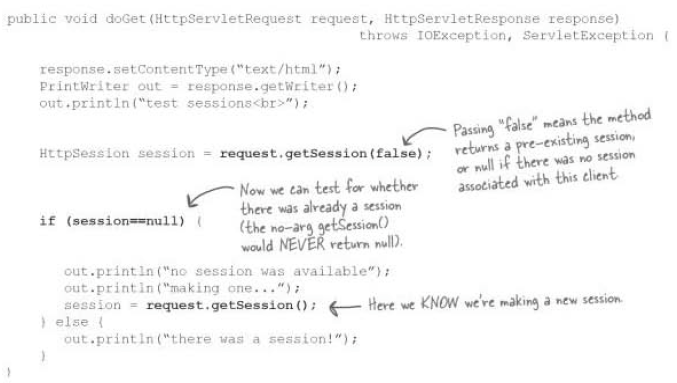 public void doGet(HttpServletRequest request, HttpServletResponse response)
throws IOException, ServletException {
response.setContentType("text/html");
PrintWriter out = response.getWriter();
out.println("test sessions<br>");
HttpSession session = request.getSession(false);
Passing "false" means the method
returns a pre-existing session,
or null if there was no session
associated with this client
Now we can test for whether
there was already a session
(the no-arg getSession()
would NEVER return null).
if (session==null) {
out.println("no session was available");
out.println("making one...");
session = request.getSession();
Here we KNOW we're making a new session.
} else {
out.println("there was a session!");
}
}